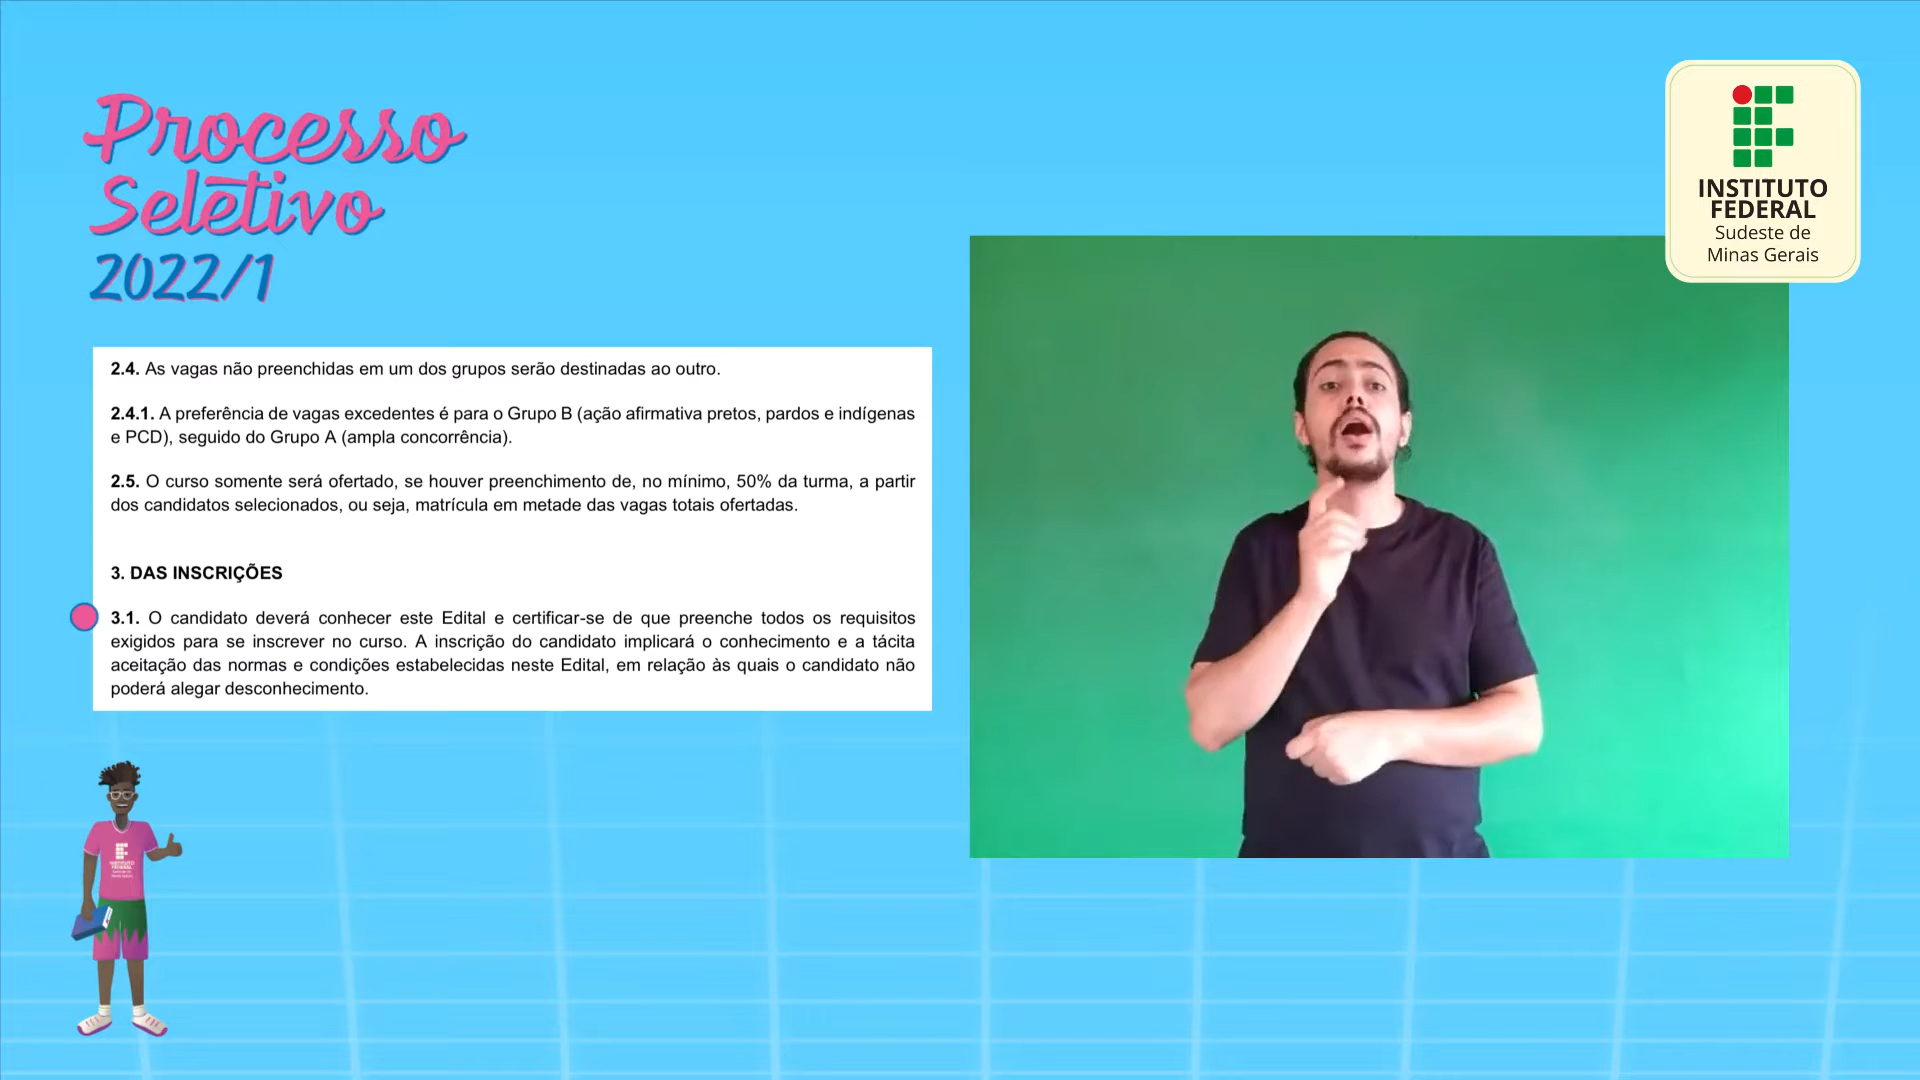 Processo
Seletivo
2022/1
INSTITUTO
FEDERAL
Sudeste de
Minas Gerais
2.4. As vagas não preenchidas em um dos grupos serão destinadas ao outro.
2.4.1. A preferência de vagas excedentes é para o Grupo B (ação afirmativa pretos, pardos e indígenas
e PCD), seguido do Grupo A (ampla concorrência).
2.5. O curso somente será ofertado, se houver preenchimento de, no mínimo, 50% da turma, a partir
dos candidatos selecionados, ou seja, matrícula em metade das vagas totais ofertadas.
3. DAS INSCRIÇÕES
3.1. O candidato deverá conhecer este Edital e certificar-se de que preenche todos os requisitos
exigidos para se inscrever no curso. A inscrição do candidato implicará o conhecimento e a tácita
aceitação das normas e condições estabelecidas neste Edital, em relação às quais o candidato não
poderá alegar desconhecimento.
INSTITUTO
FEDERAL